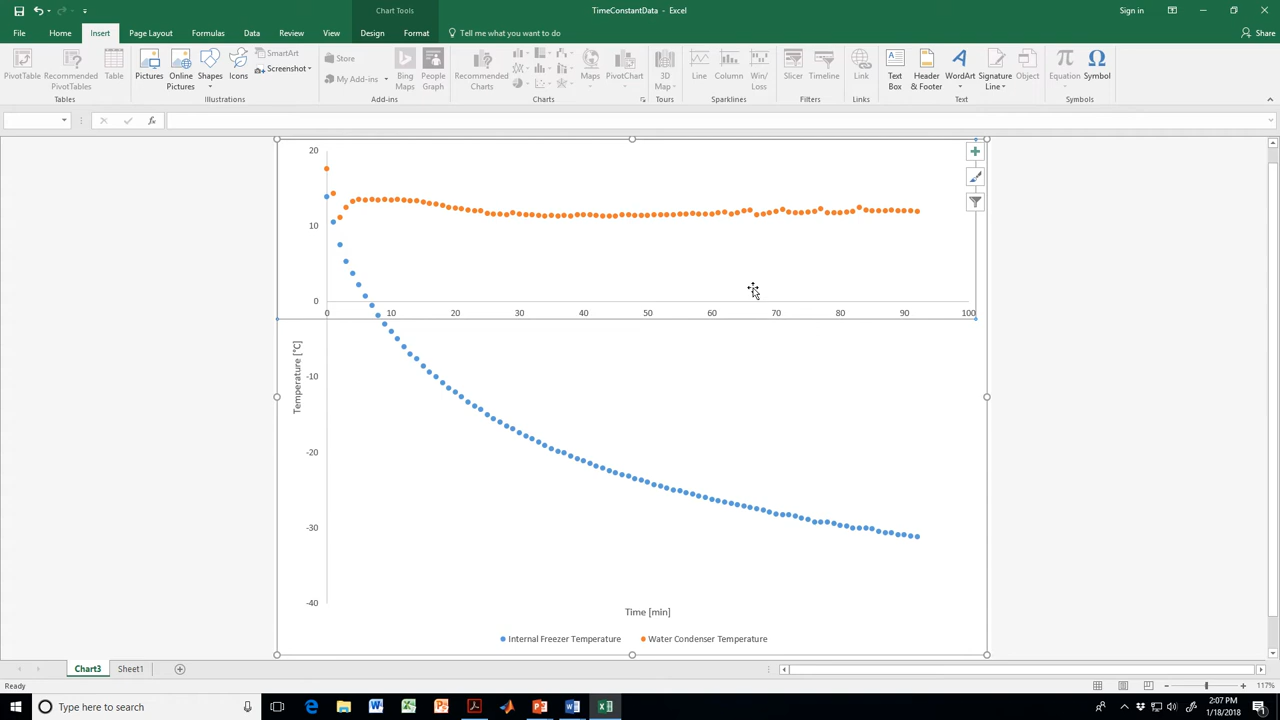 Chart Tools
TimeConstantData - Excel
Sign in
File Home Insert Page Layout Formulas Data Review View Design Format Tell me what you want to do
Share
PivotTable
Recommended PivotTables
Table
Tables
Pictures
Online Pictures
Shapes
Icons
SmartArt
Screenshot
Illustrations
Store
My Add-ins
Bing Maps
People Graph
Add-ins
Recommended Charts
Maps
PivotChart
Charts
3D Map
Tours
Line
Column
Win/ Loss
Sparklines
Slicer
Timeline
Filters
Link
Links
Text Box
Header & Footer
WordArt
Signature Line
Object
Text
Equation
Symbol
Symbols
fx
20
10
0
0 10 20 30 40 50 60 70 80 90 100
-10
-20
-30
-40
Temperature [°C]
Time [min]
Internal Freezer Temperature Water Condenser Temperature
Chart3 Sheet1
Ready
117%
Type here to search
2:07 PM
1/18/2018